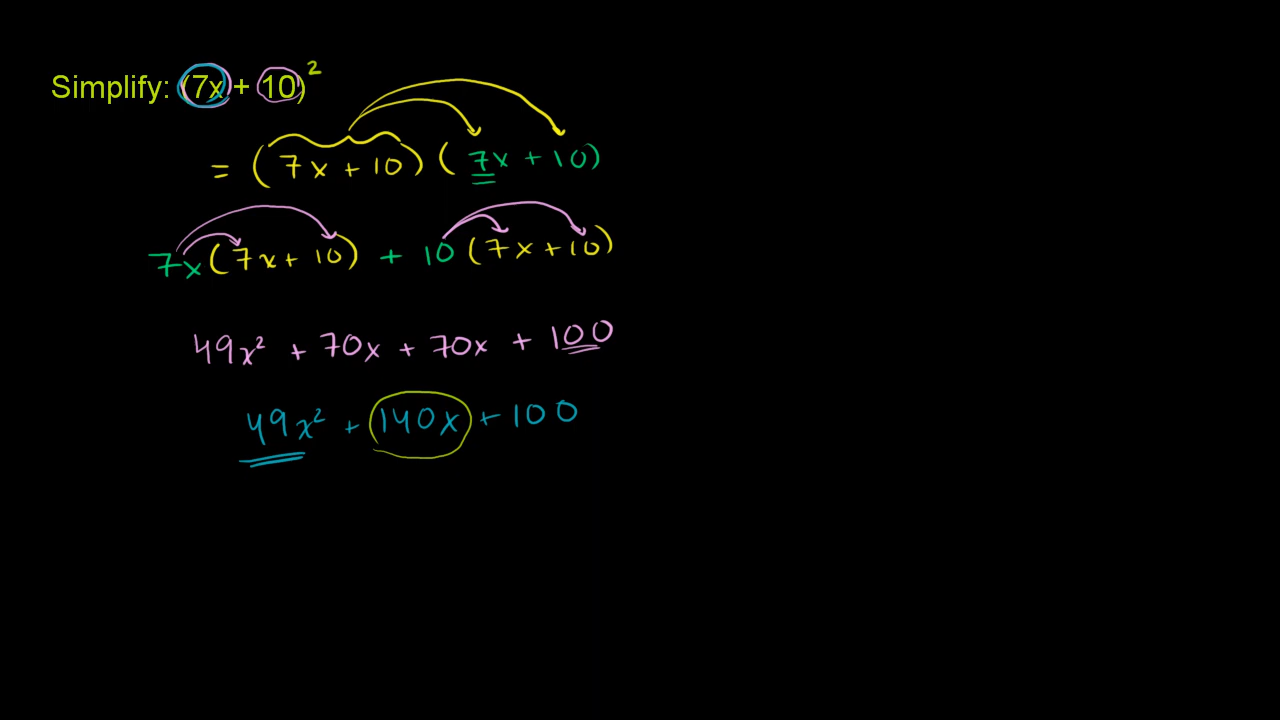 Simplify: (7x + 10)²
= (7x + 10)(7x + 10)
7x(7x + 10) + 10(7x + 10)
49x² + 70x + 70x + 100
49x² + 140x + 100